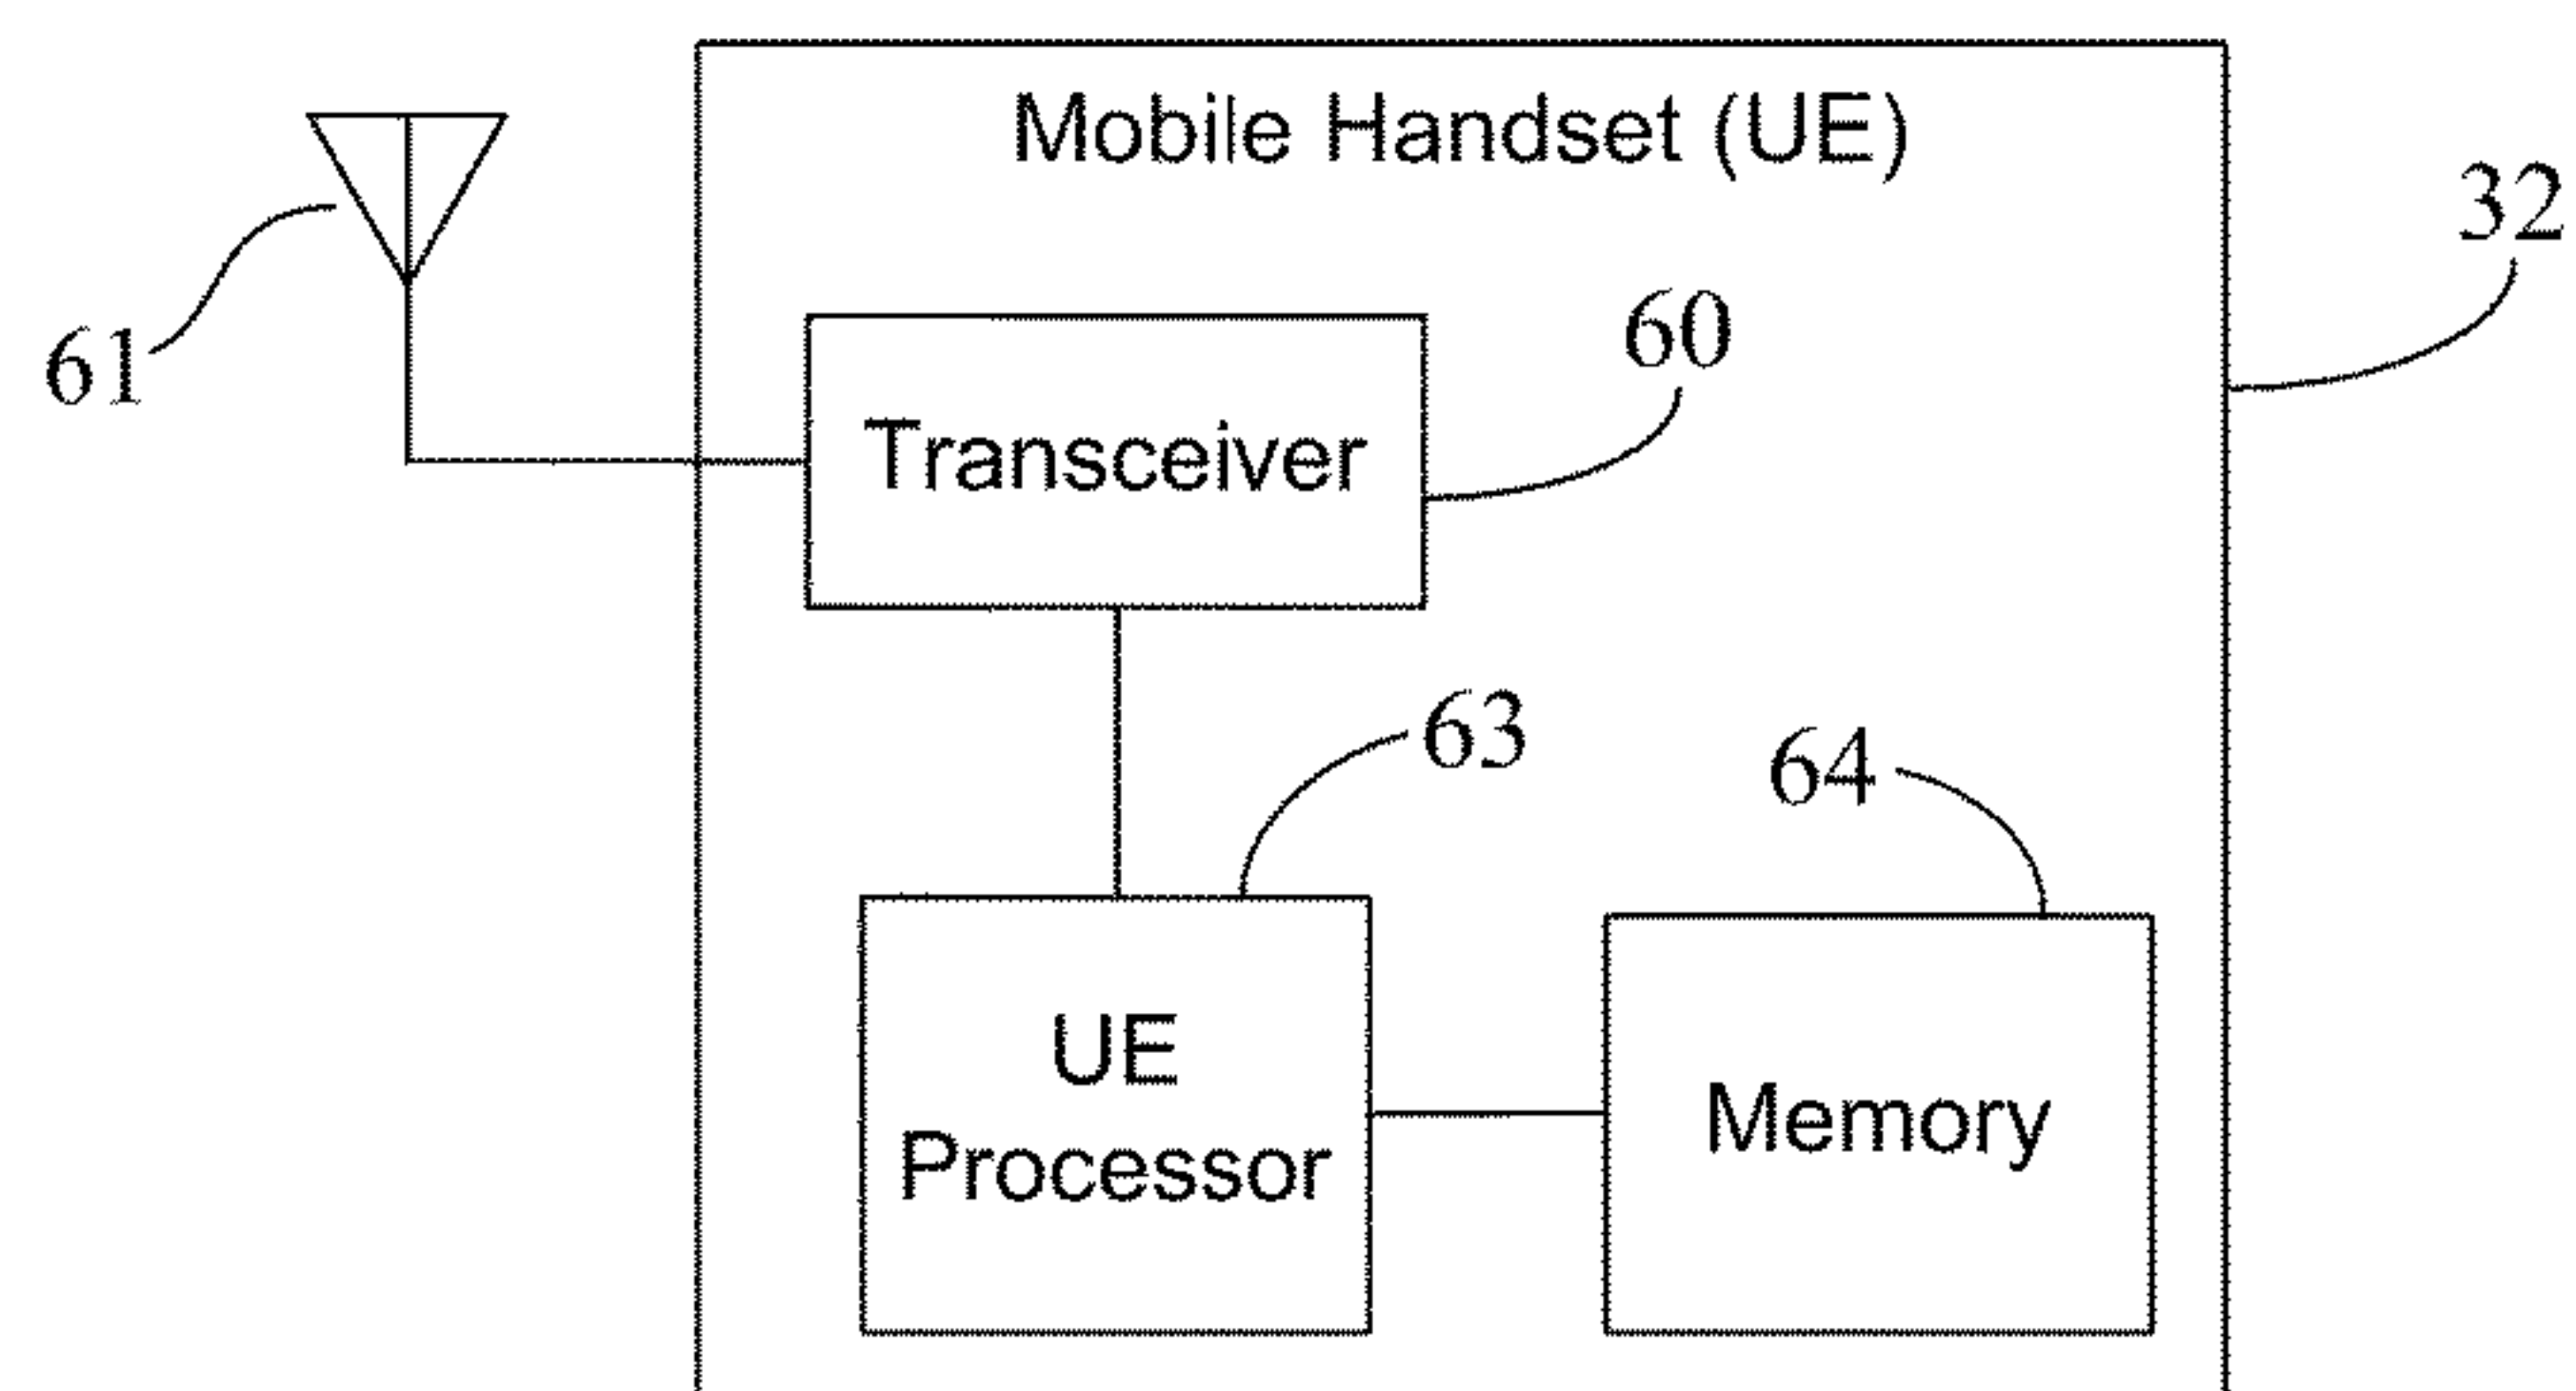 Mobile Handset (UE)
32
61
60
Transceiver
63
64
UE
Processor
Memory